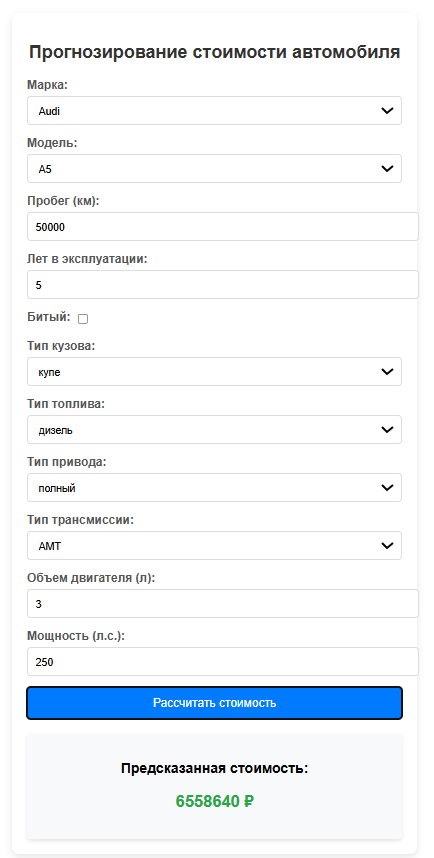 Прогнозирование стоимости автомобиля
Марка:
Audi
Модель:
A5
Пробег (км):
50000
Лет в эксплуатации:
5
Битый:
Тип кузова:
купе
Тип топлива:
дизель
Тип привода:
полный
Тип трансмиссии:
АМТ
Объем двигателя (л):
3
Мощность (л.с.):
250
Рассчитать стоимость
Предсказанная стоимость:
6558640 ₽